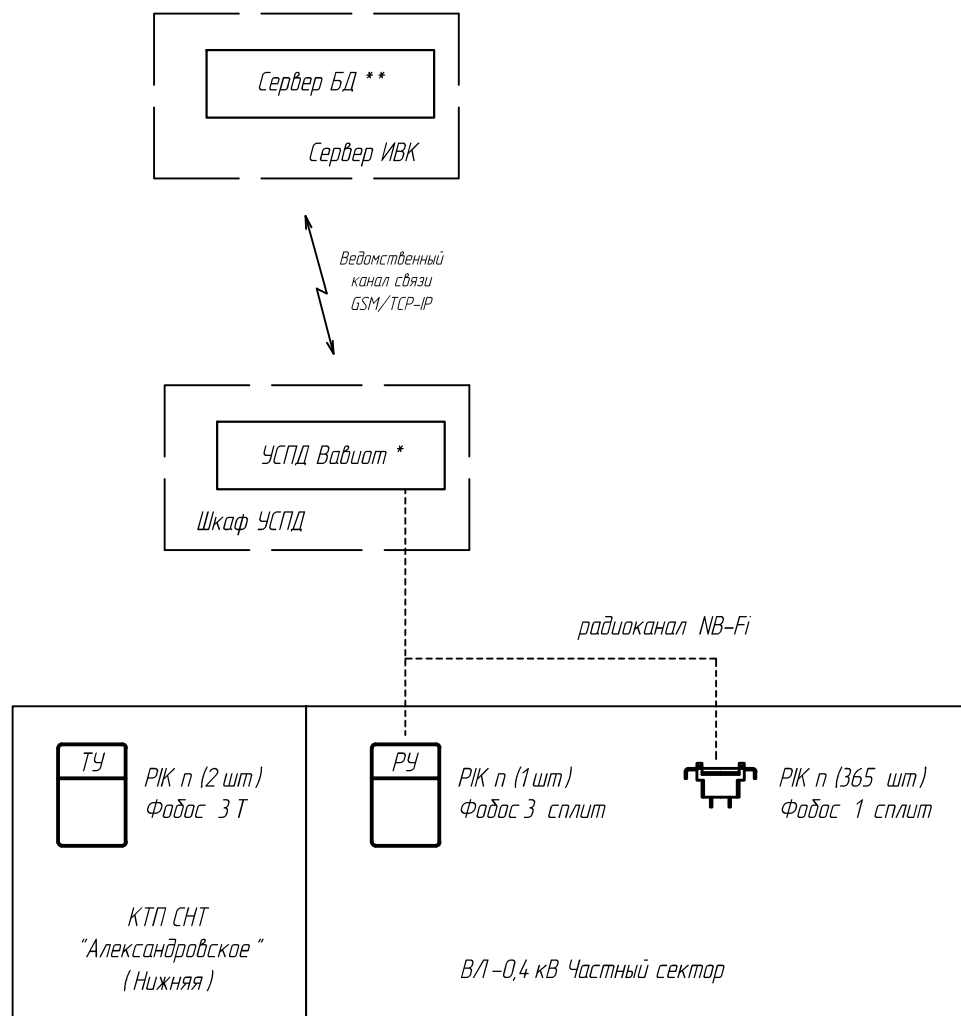 Сервер БД **
Сервер ИВК
Ведомственный
канал связи
GSM/TCP-IP
УСПД Вавиот *
Шкаф УСПД
радиоканал NB-Fi
ТУ
PIK n (2 шт)
Фобос 3 Т
РУ
PIK n (1 шт)
Фобос 3 сплит
PIK n (365 шт)
Фобос 1 сплит
КТП СНТ
"Александровское"
(Нижняя)
ВЛ-0,4 кВ Частный сектор